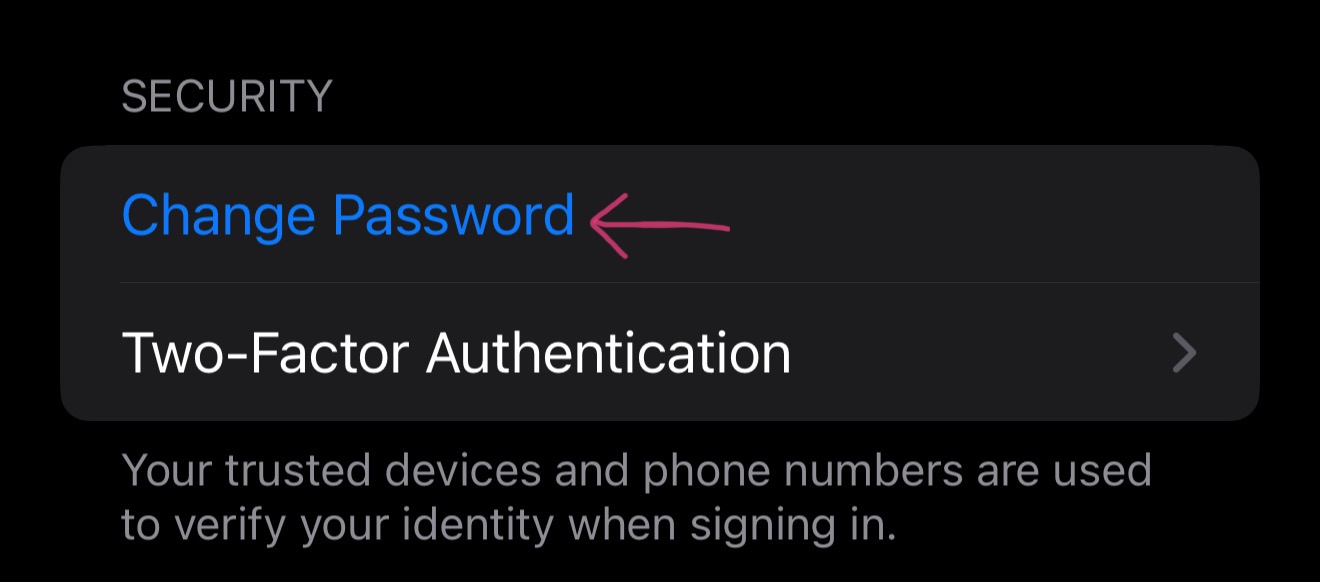 SECURITY
Change Password
Two-Factor Authentication
Your trusted devices and phone numbers are used
to verify your identity when signing in.